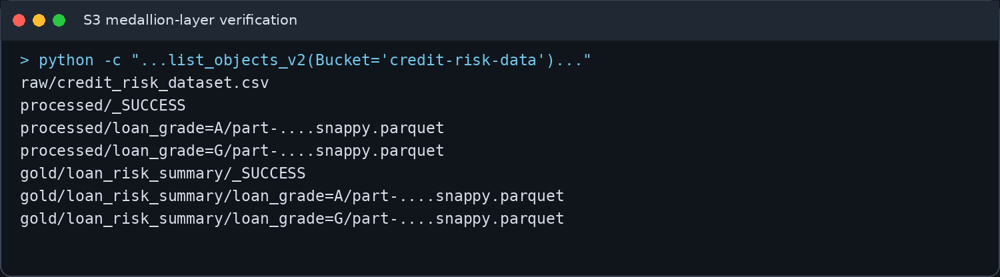 S3 medallion-layer verification
> python -c "...list_objects_v2(Bucket='credit-risk-data')..."
raw/credit_risk_dataset.csv
processed/_SUCCESS
processed/loan_grade=A/part-....snappy.parquet
processed/loan_grade=G/part-....snappy.parquet
gold/loan_risk_summary/_SUCCESS
gold/loan_risk_summary/loan_grade=A/part-....snappy.parquet
gold/loan_risk_summary/loan_grade=G/part-....snappy.parquet